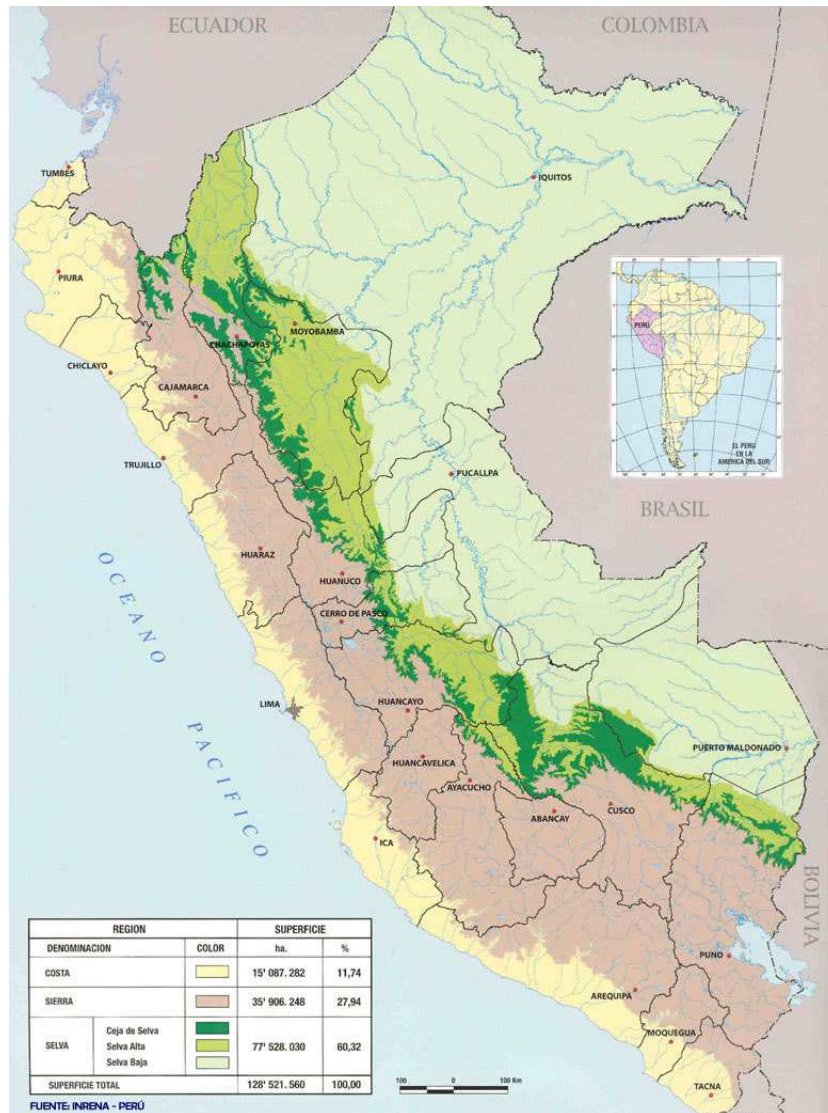 ECUADOR
COLOMBIA
TUMBES
IQUITOS
PIURA
MOYOBAMBA
CHACHAPOYAS
CHICLAYO
CAJAMARCA
PERÚ
EL PERU
EN LA
AMERICA DEL SUR
TRUJILLO
PUCALLPA
BRASIL
HUARAZ
HUANUCO
CERRO DE PASCO
OCEANO PACIFICO
LIMA
HUANCAYO
PUERTO MALDONADO
HUANCAVELICA
AYACUCHO
ABANCAY
CUSCO
ICA
BOLIVIA
PUNO
AREQUIPA
MOQUEGUA
TACNA
REGION SUPERFICIE
DENOMINACION COLOR ha. %
COSTA 15' 087. 282 11,74
SIERRA 35' 906. 248 27,94
SELVA Ceja de Selva
Selva Alta 77' 528. 030 60,32
Selva Baja
SUPERFICIE TOTAL 128' 521. 560 100,00
100 0 100 Km
FUENTE: INRENA - PERÚ